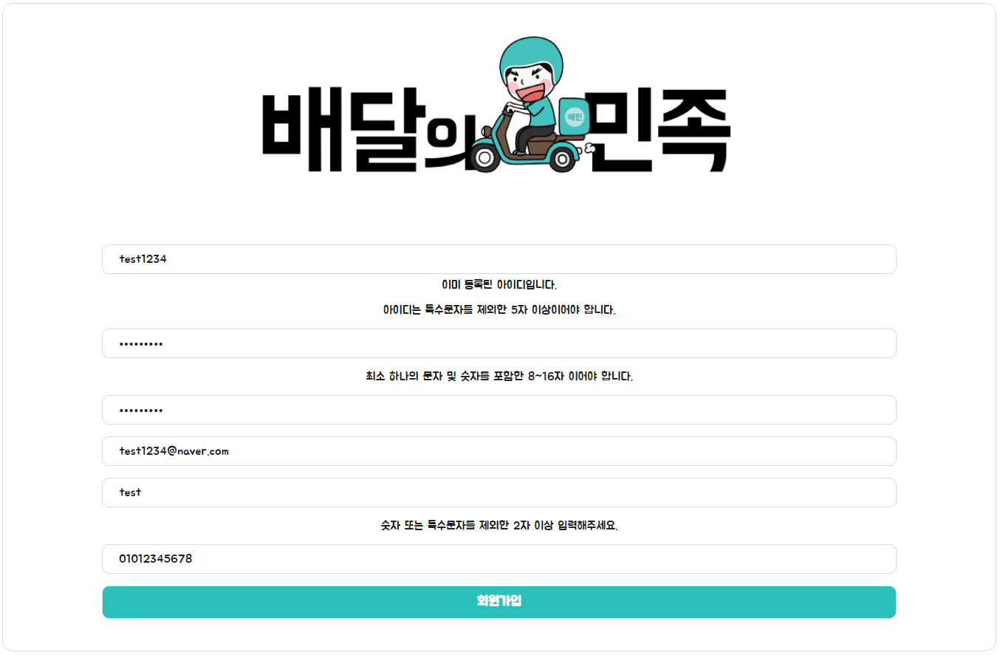 배달의민족
배민
test1234
이미 등록된 아이디입니다.
아이디는 특수문자를 제외한 5자 이상이어야 합니다.
•••••••••
최소 하나의 문자 및 숫자를 포함한 8~16자 이어야 합니다.
•••••••••
test1234@naver.com
test
숫자 또는 특수문자를 제외한 2자 이상 입력해주세요.
01012345678
회원가입